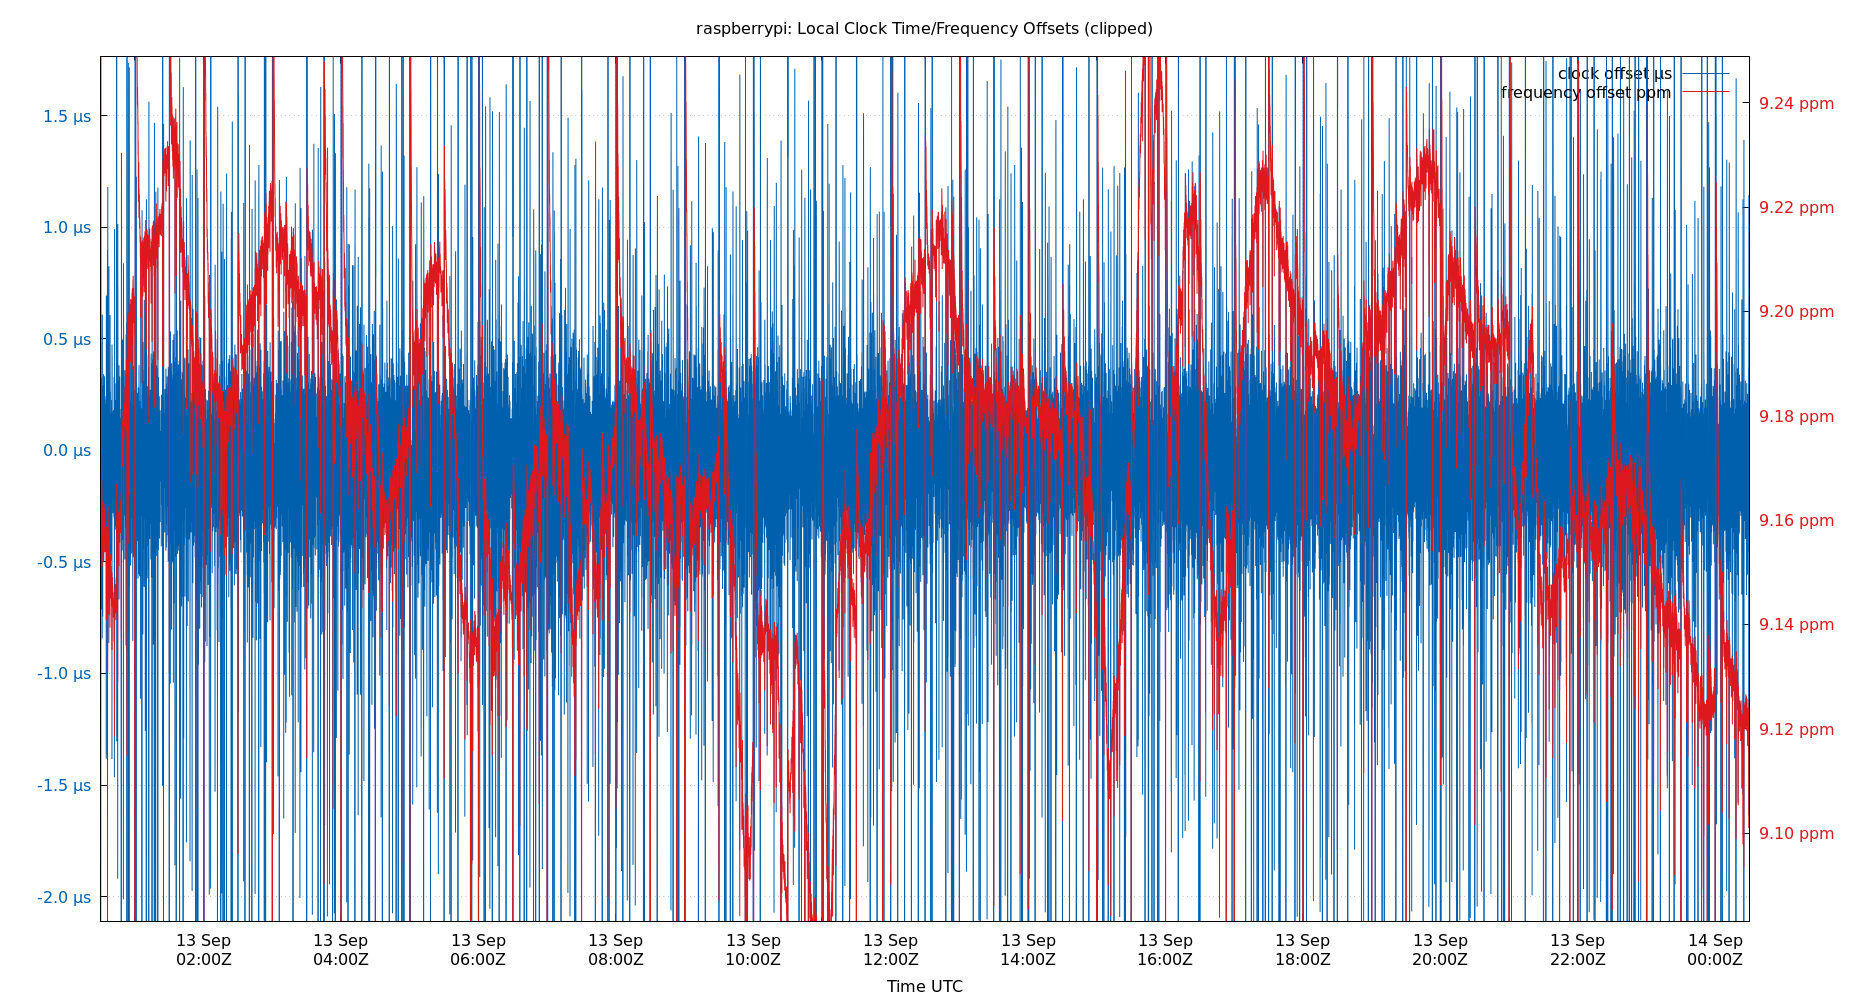 raspberrypi: Local Clock Time/Frequency Offsets (clipped)
clock offset µs
frequency offset ppm
1.5 µs
1.0 µs
0.5 µs
0.0 µs
-0.5 µs
-1.0 µs
-1.5 µs
-2.0 µs
9.24 ppm
9.22 ppm
9.20 ppm
9.18 ppm
9.16 ppm
9.14 ppm
9.12 ppm
9.10 ppm
13 Sep 13 Sep 13 Sep 13 Sep 13 Sep 13 Sep 13 Sep 13 Sep 13 Sep 13 Sep 13 Sep 14 Sep
02:00Z 04:00Z 06:00Z 08:00Z 10:00Z 12:00Z 14:00Z 16:00Z 18:00Z 20:00Z 22:00Z 00:00Z
Time UTC